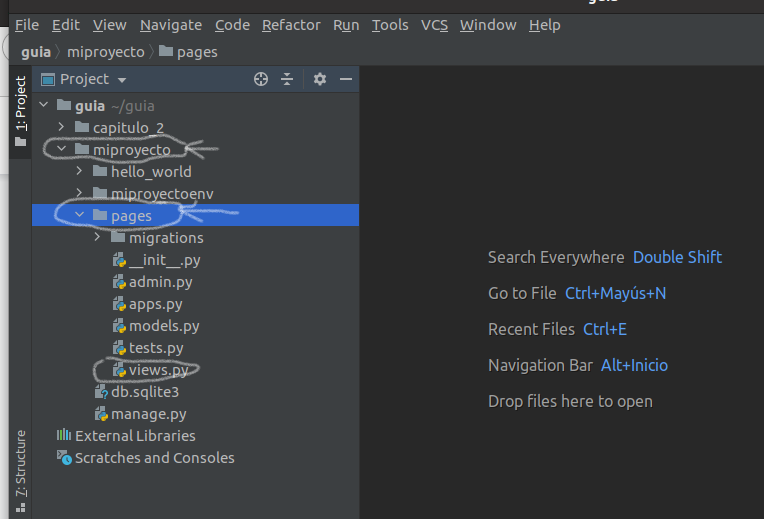 File Edit View Navigate Code Refactor Run Tools VCS Window Help
guia miproyecto pages
1: Project
Project
guia ~/guia
capitulo_2
miproyecto
hello_world
miproyectoenv
pages
migrations
__init__.py
admin.py
apps.py
models.py
tests.py
views.py
db.sqlite3
manage.py
External Libraries
Scratches and Consoles
7: Structure
Search Everywhere Double Shift
Go to File Ctrl+Mayús+N
Recent Files Ctrl+E
Navigation Bar Alt+Inicio
Drop files here to open